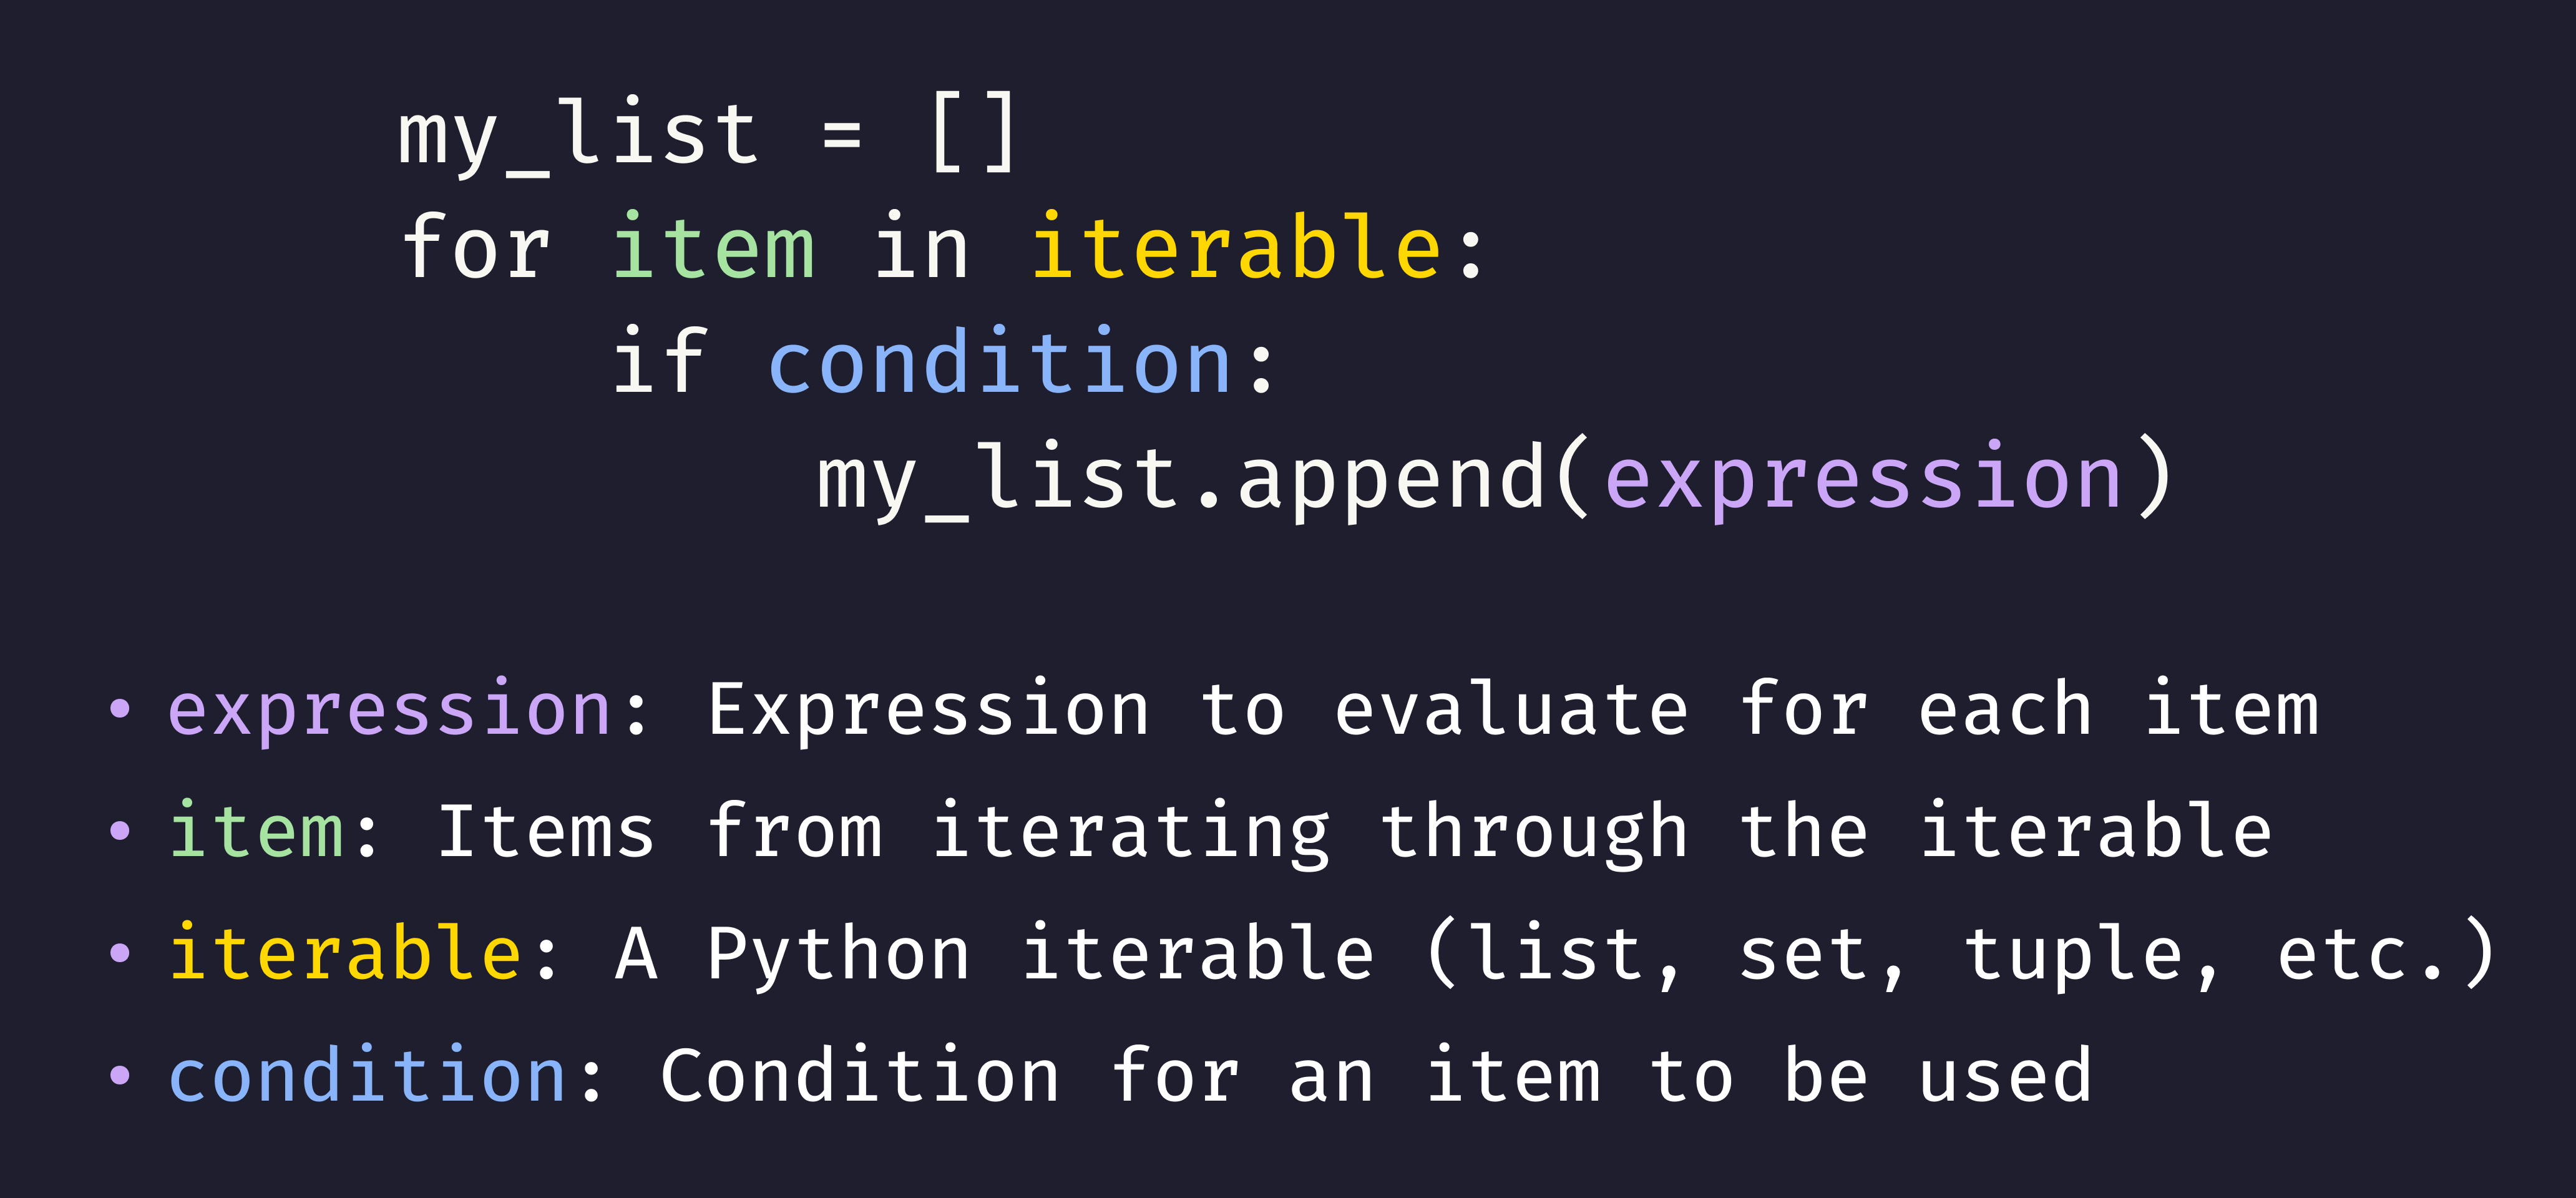 my_list = []
for item in iterable:
    if condition:
        my_list.append(expression)
• expression: Expression to evaluate for each item
• item: Items from iterating through the iterable
• iterable: A Python iterable (list, set, tuple, etc.)
• condition: Condition for an item to be used